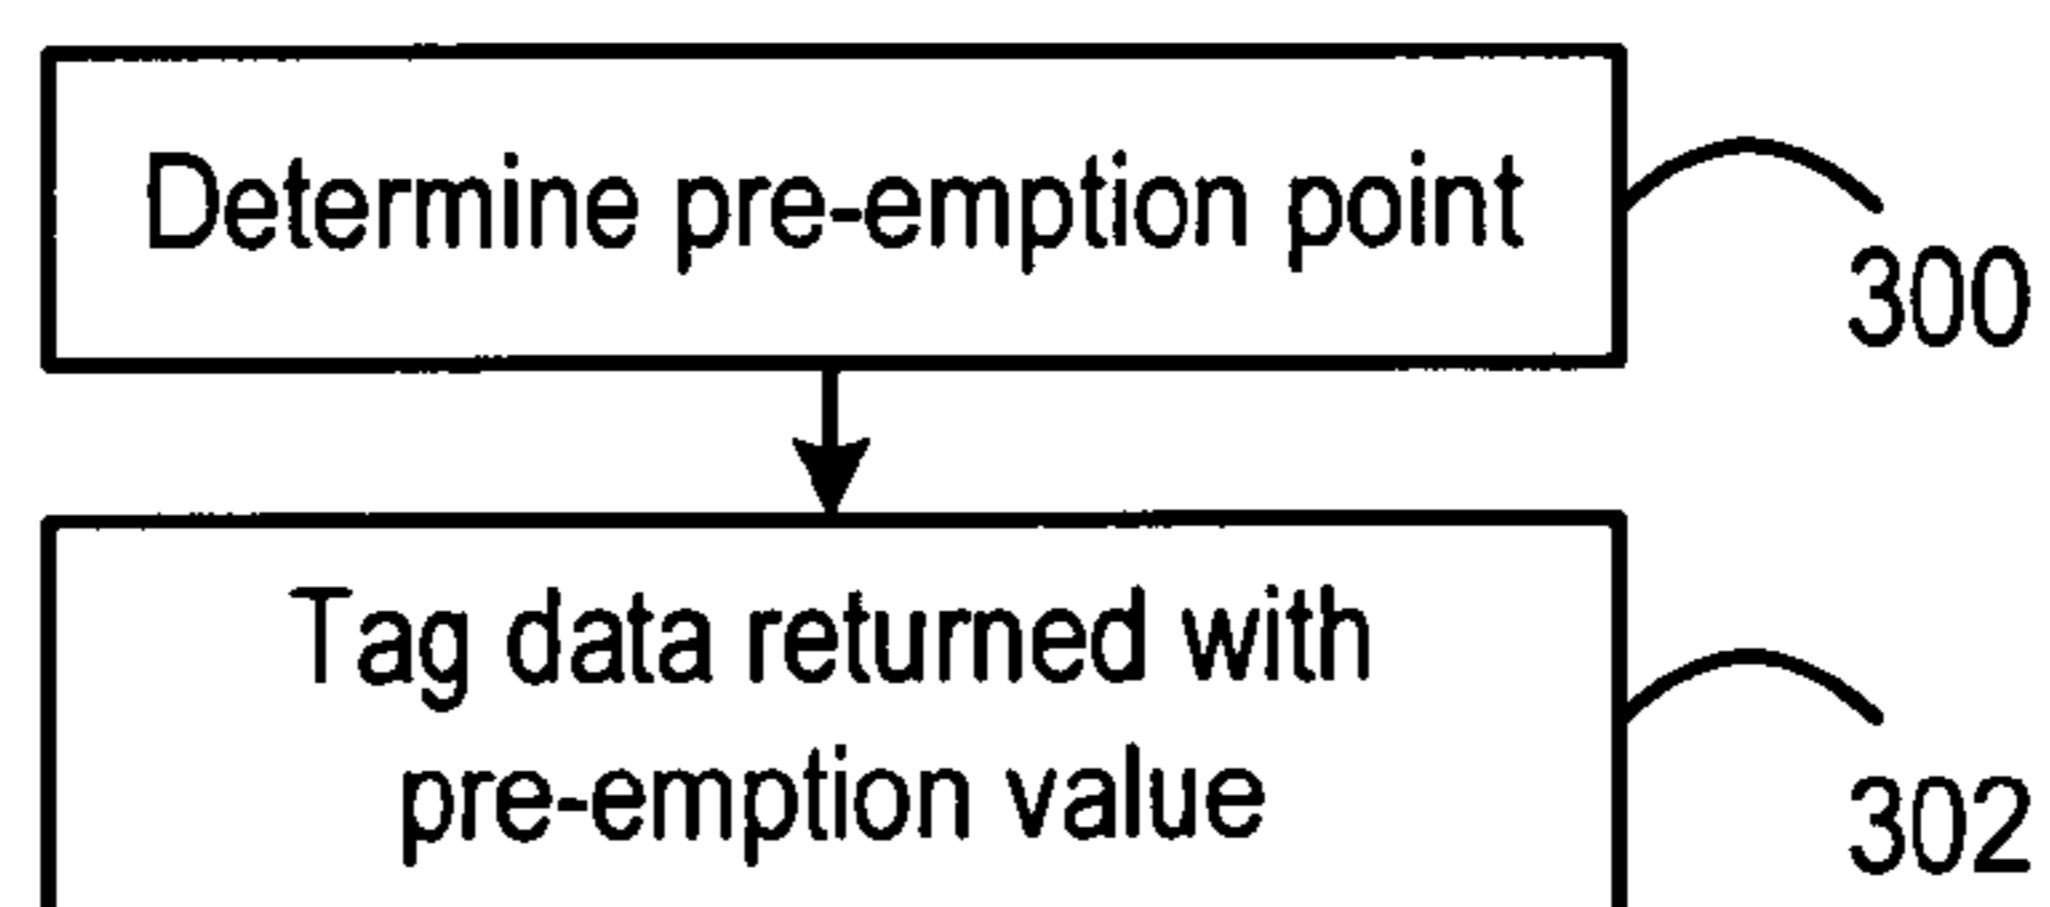 Determine pre-emption point
300
Tag data returned with
pre-emption value
302